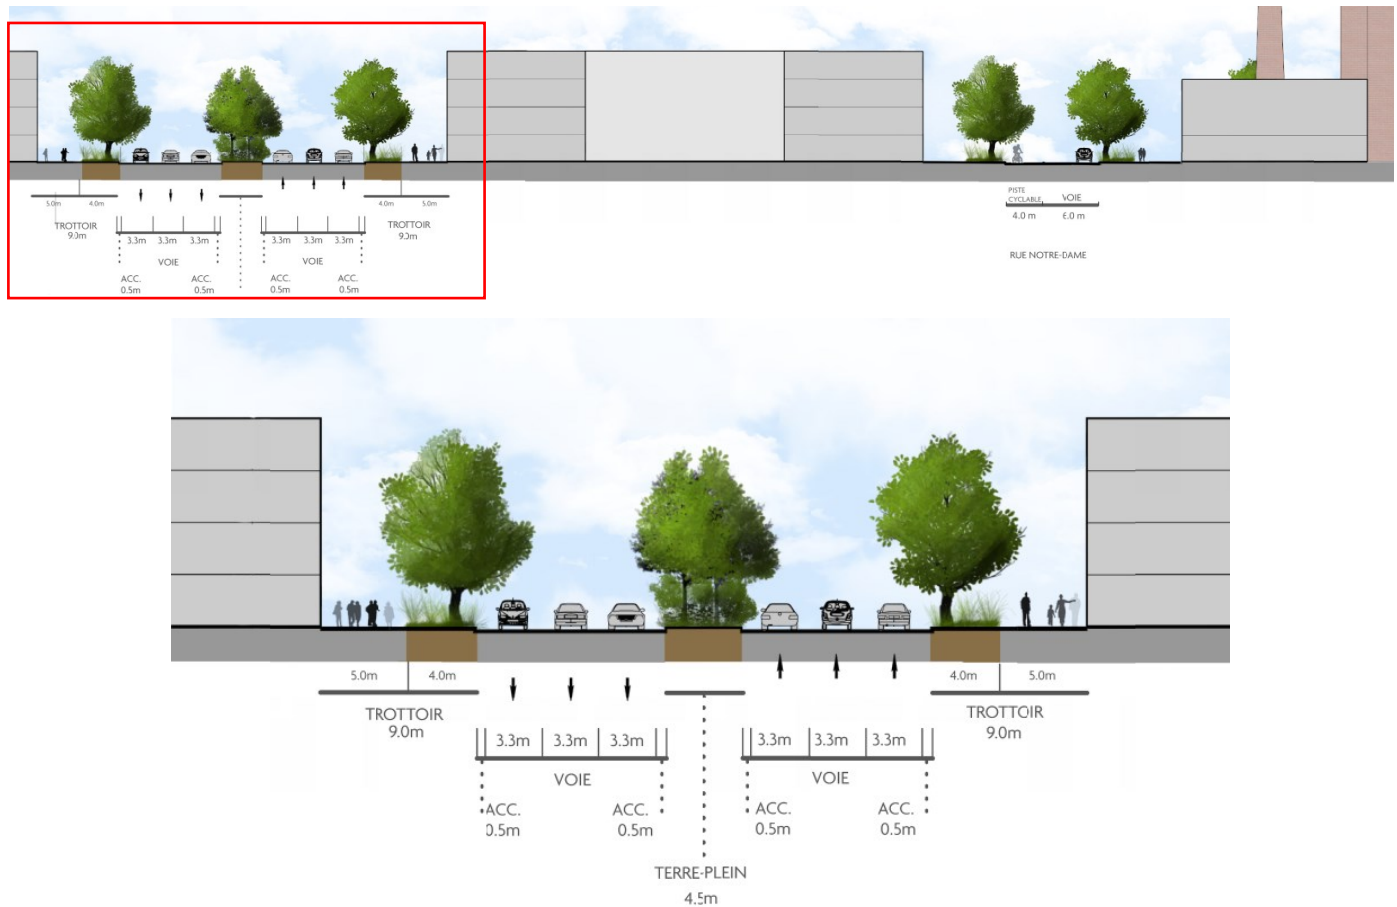 5.0m 4.0m 4.0m 5.0m
TROTTOIR
9.0m
TROTTOIR
9.0m
3.3m 3.3m 3.3m 3.3m 3.3m 3.3m
VOIE VOIE
ACC. ACC. ACC. ACC.
0.5m 0.5m 0.5m 0.5m
PISTE
CYCLABLE
VOIE
4.0 m 6.0 m
RUE NOTRE-DAME
5.0m 4.0m 4.0m 5.0m
TROTTOIR
9.0m
TROTTOIR
9.0m
3.3m 3.3m 3.3m 3.3m 3.3m 3.3m
VOIE VOIE
ACC. ACC. ACC. ACC.
0.5m 0.5m 0.5m 0.5m
TERRE-PLEIN
4.5m